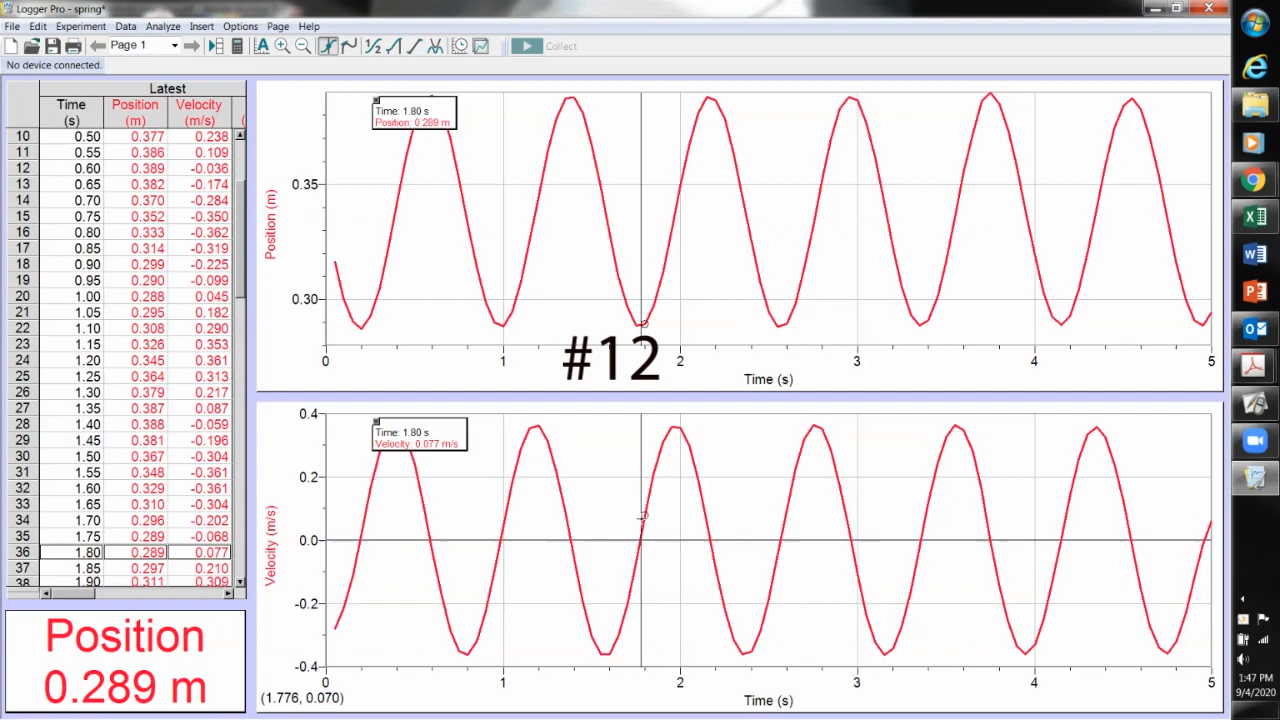 Logger Pro - spring*
File Edit Experiment Data Analyze Insert Options Page Help
Page 1
Collect
No device connected.
Latest
Time Position Velocity
(s) (m) (m/s)
10 0.50 0.377 0.238
11 0.55 0.386 0.109
12 0.60 0.389 -0.036
13 0.65 0.382 -0.174
14 0.70 0.370 -0.284
15 0.75 0.352 -0.350
16 0.80 0.333 -0.362
17 0.85 0.314 -0.319
18 0.90 0.299 -0.225
19 0.95 0.290 -0.099
20 1.00 0.288 0.045
21 1.05 0.295 0.182
22 1.10 0.308 0.290
23 1.15 0.326 0.353
24 1.20 0.345 0.361
25 1.25 0.364 0.313
26 1.30 0.379 0.217
27 1.35 0.387 0.087
28 1.40 0.388 -0.059
29 1.45 0.381 -0.196
30 1.50 0.367 -0.304
31 1.55 0.348 -0.361
32 1.60 0.329 -0.361
33 1.65 0.310 -0.304
34 1.70 0.296 -0.202
35 1.75 0.289 -0.068
36 1.80 0.289 0.077
37 1.85 0.297 0.210
38 1.90 0.311 0.309
Position
0.289 m
Time: 1.80 s
Position: 0.289 m
Position (m)
0.35
0.30
0 1 2 3 4 5
#12
Time (s)
Time: 1.80 s
Velocity: 0.077 m/s
Velocity (m/s)
0.4
0.2
0.0
-0.2
-0.4
0 1 2 3 4 5
(1.776, 0.070)
Time (s)
1:47 PM
9/4/2020